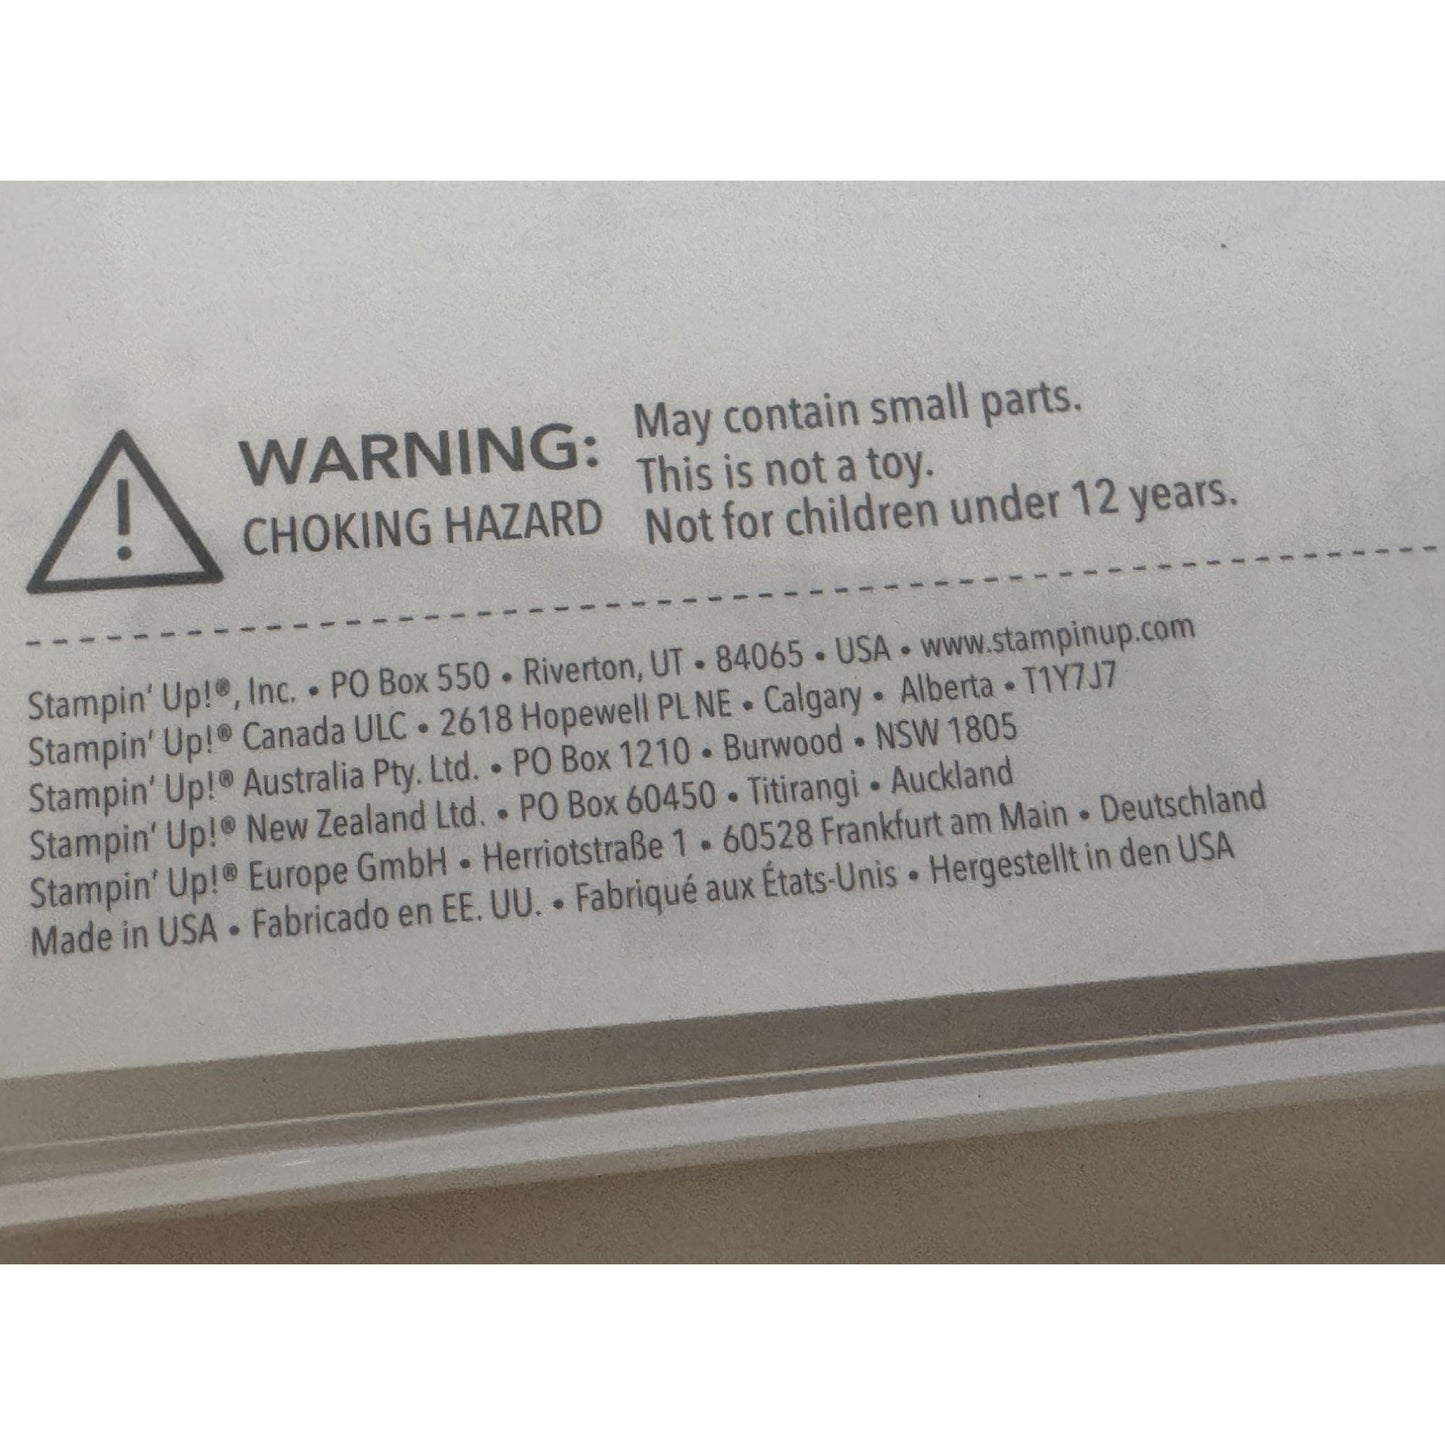 WARNING:
CHOKING HAZARD
May contain small parts.
This is not a toy.
Not for children under 12 years.
Stampin' Up!®, Inc. • PO Box 550 • Riverton, UT • 84065 • USA • www.stampinup.com
Stampin' Up!® Canada ULC • 2618 Hopewell PL NE • Calgary • Alberta • T1Y7J7
Stampin' Up!® Australia Pty. Ltd. • PO Box 1210 • Burwood • NSW 1805
Stampin' Up!® New Zealand Ltd. • PO Box 60450 • Titirangi • Auckland
Stampin' Up!® Europe GmbH • Herriotstraße 1 • 60528 Frankfurt am Main • Deutschland
Made in USA • Fabricado en EE. UU. • Fabriqué aux États-Unis • Hergestellt in den USA